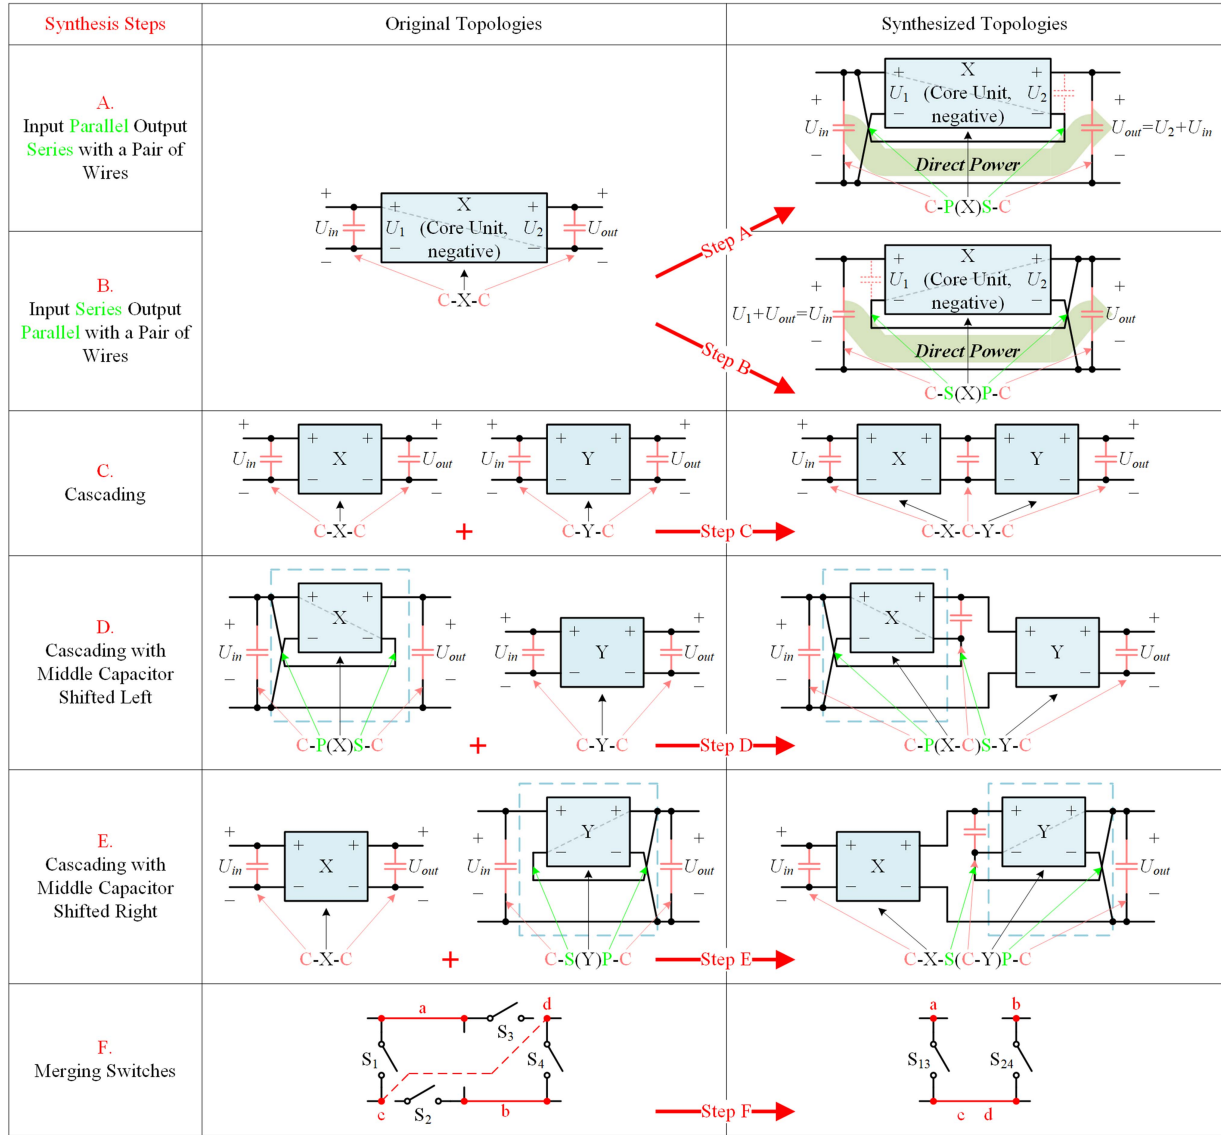 Synthesis Steps
Original Topologies
Synthesized Topologies
A.
Input Parallel Output
Series with a Pair of
Wires
B.
Input Series Output
Parallel with a Pair of
Wires
+ X +
U1 (Core Unit, U2
− negative) −
+ +
Uin Uout
− −
C-X-C
Step A
Step B
+ X +
U1 (Core Unit, U2
− negative) −
+ +
Uin Uout=U2+Uin
− −
Direct Power
C-P(X)S-C
+ X +
U1 (Core Unit, U2
− negative) −
+ +
U1+Uout=Uin Uout
− −
Direct Power
C-S(X)P-C
C.
Cascading
+ + + +
Uin X Uout
− − − −
C-X-C
+
+ + + +
Uin Y Uout
− − − −
C-Y-C
Step C
+ + + + + +
Uin X Y Uout
− − − − − −
C-X-C-Y-C
D.
Cascading with
Middle Capacitor
Shifted Left
+ + + +
X
− −
Uin Uout
− −
C-P(X)S-C
+
+ + + +
Uin Y Uout
− − − −
C-Y-C
Step D
+ + + + + +
X
− −
Uin Y Uout
− − − −
C-P(X-C)S-Y-C
E.
Cascading with
Middle Capacitor
Shifted Right
+ + + +
Uin X Uout
− − − −
C-X-C
+
+ + + +
Y
− −
Uin Uout
− −
C-S(Y)P-C
Step E
+ + + + + +
Y
− −
Uin X Uout
− − − −
C-X-S(C-Y)P-C
F.
Merging Switches
a d
S3
S1 S4
c S2 b
Step F
a b
S13 S24
c d